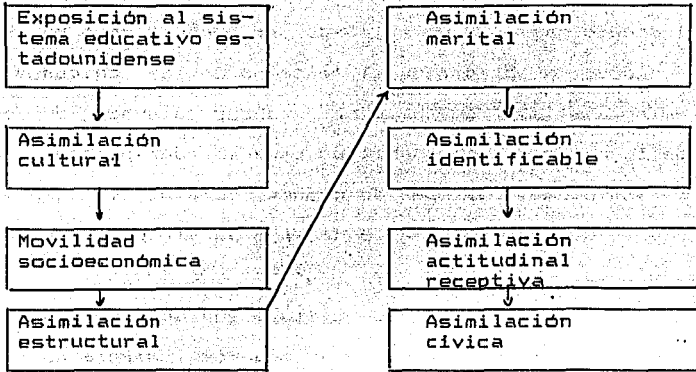 Exposición al sis-
tema educativo es-
tadounidense
Asimilación
cultural
Movilidad
socioeconómica
Asimilación
estructural
Asimilación
marital
Asimilación
identificable
Asimilación
actitudinal
receptiva
Asimilación
cívica